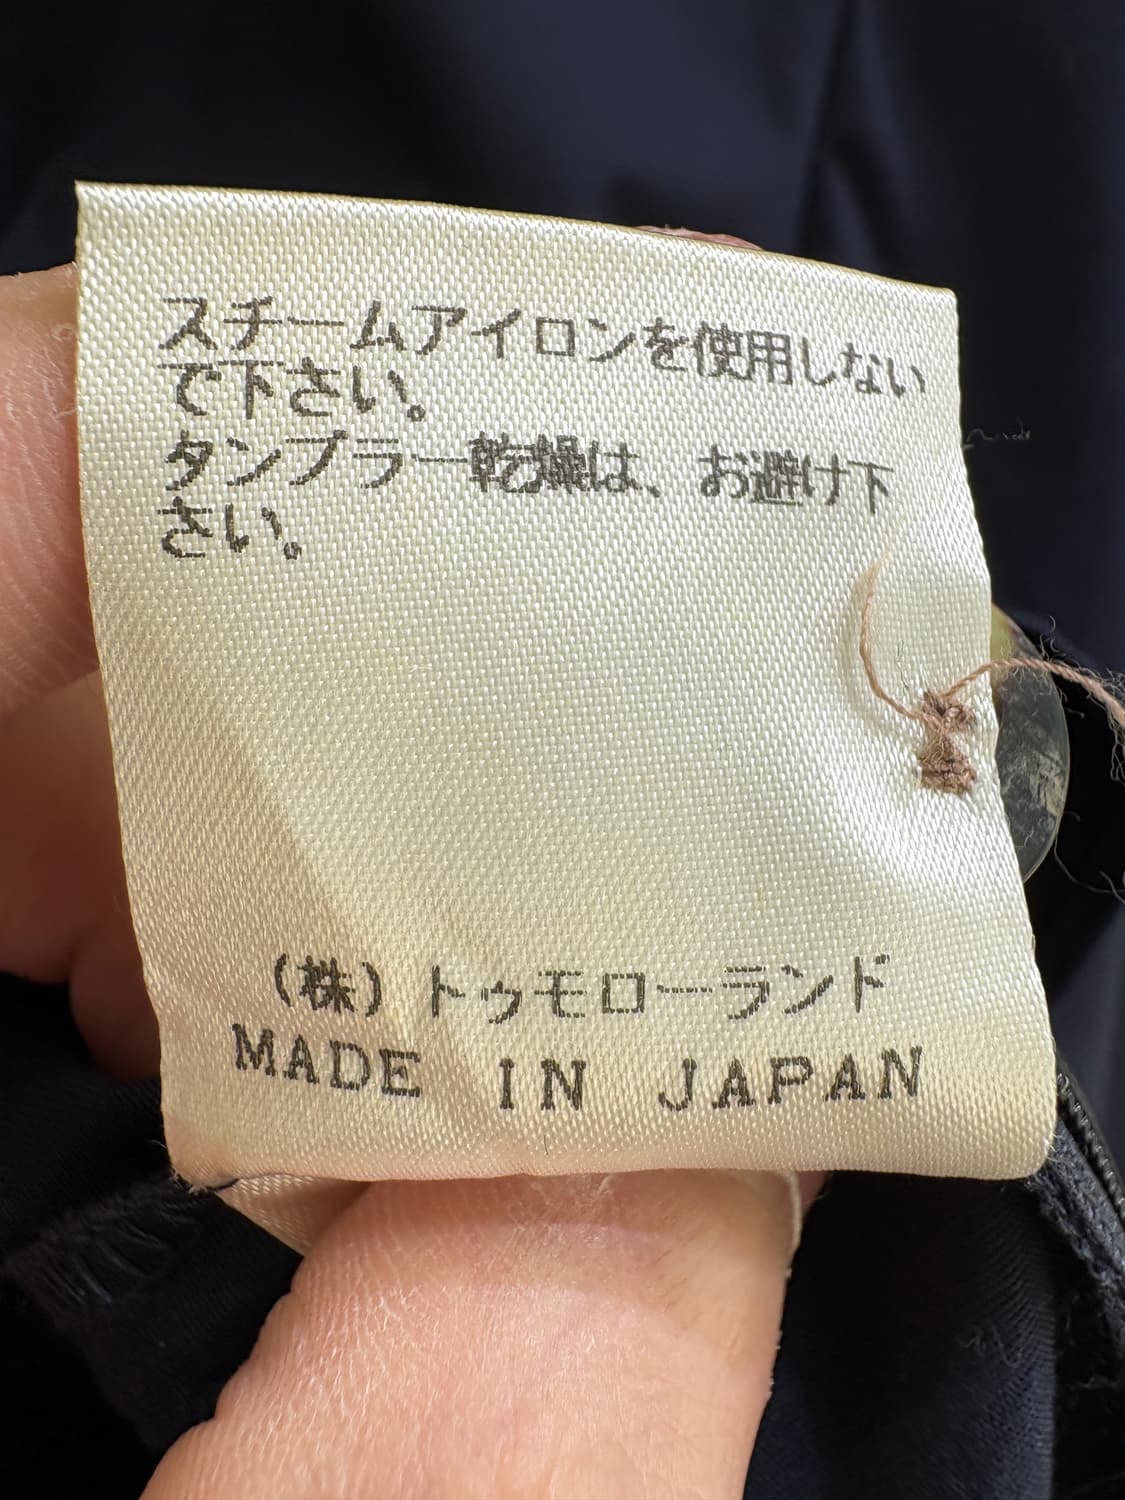 スチームアイロンを使用しない
で下さい。
タンブラー乾燥は、お避け下
さい。
(株)トゥモローランド
MADE IN JAPAN